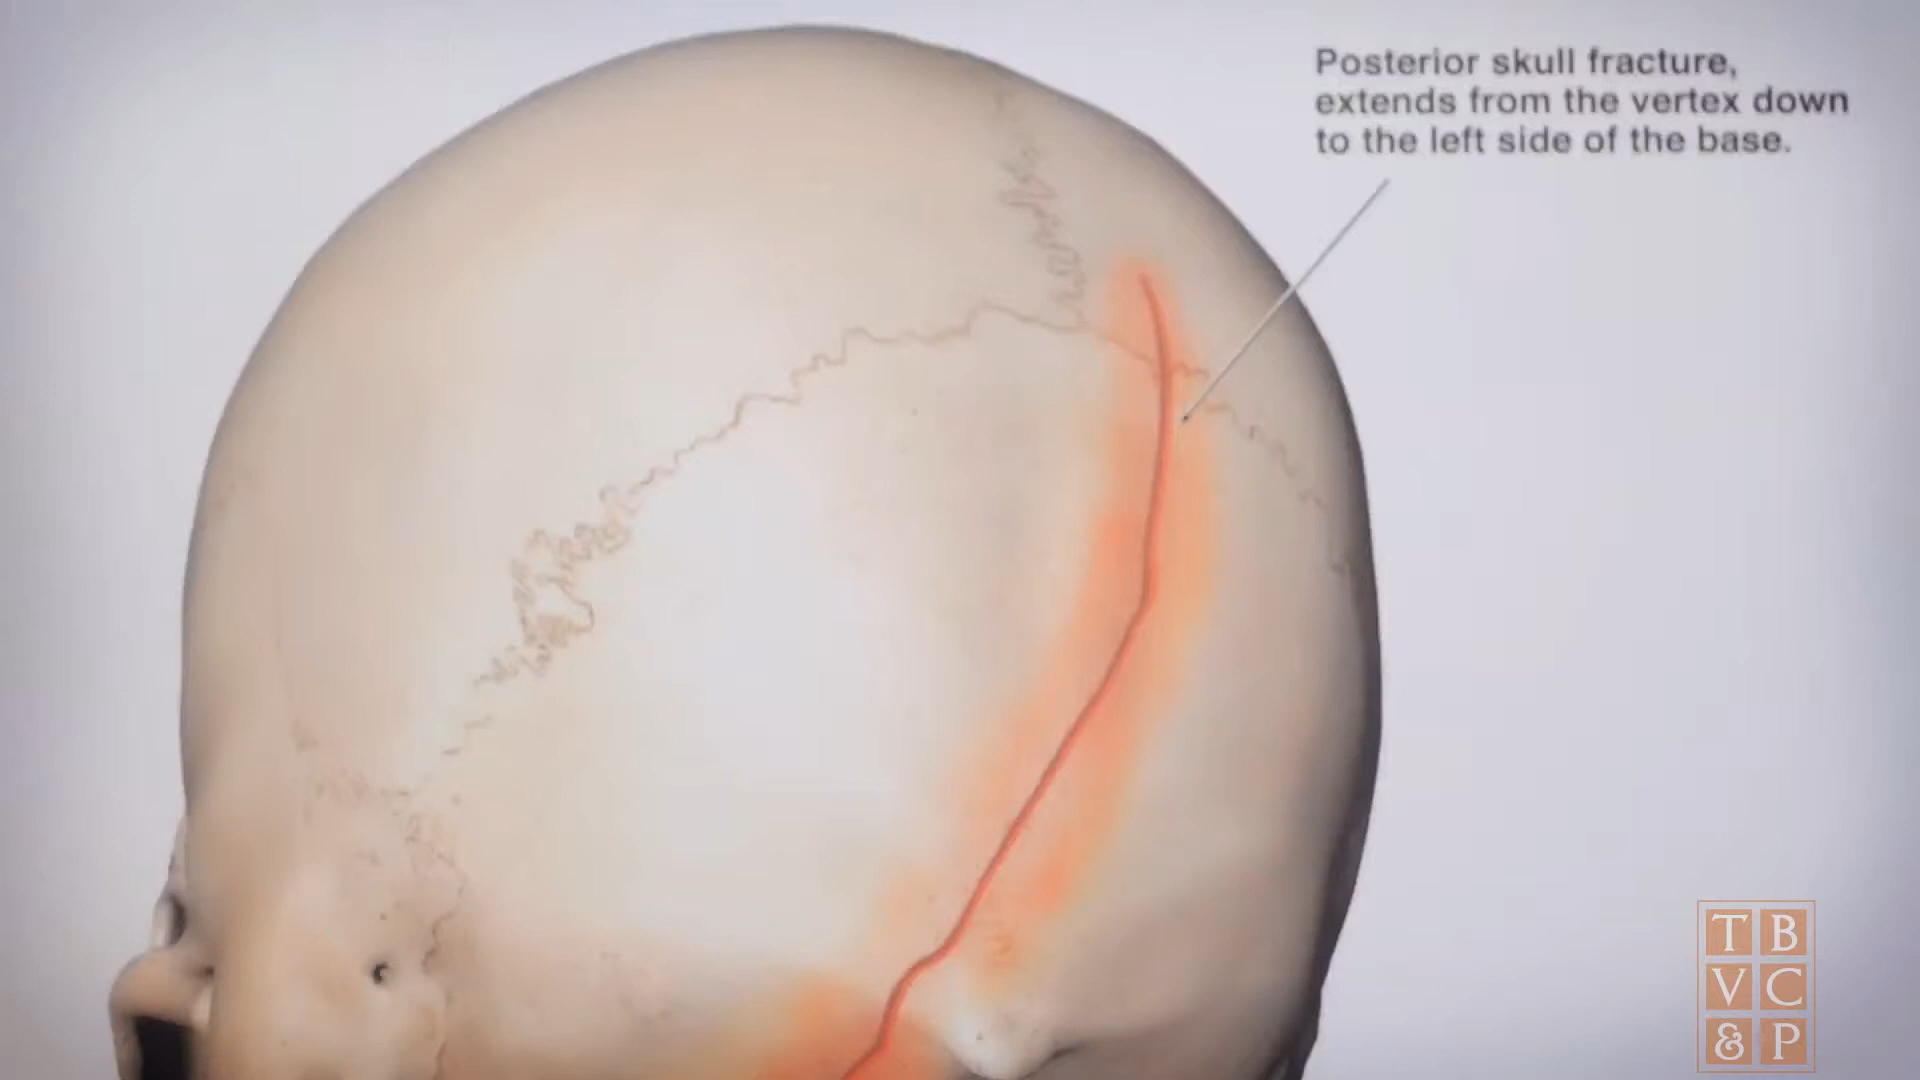 Posterior skull fracture,
extends from the vertex down
to the left side of the base.
T B
V C
& P